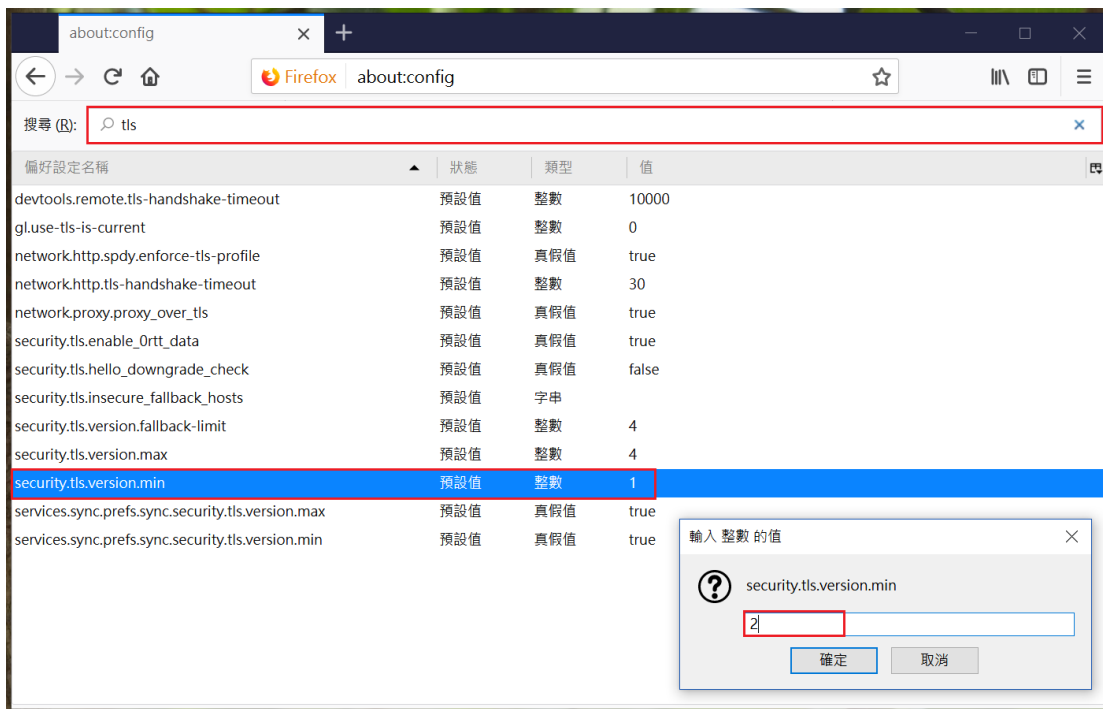 about:config
Firefox about:config
搜尋 (R): tls
偏好設定名稱 狀態 類型 值
devtools.remote.tls-handshake-timeout 預設值 整數 10000
gl.use-tls-is-current 預設值 整數 0
network.http.spdy.enforce-tls-profile 預設值 真假值 true
network.http.tls-handshake-timeout 預設值 整數 30
network.proxy.proxy_over_tls 預設值 真假值 true
security.tls.enable_0rtt_data 預設值 真假值 true
security.tls.hello_downgrade_check 預設值 真假值 false
security.tls.insecure_fallback_hosts 預設值 字串
security.tls.version.fallback-limit 預設值 整數 4
security.tls.version.max 預設值 整數 4
security.tls.version.min 預設值 整數 1
services.sync.prefs.sync.security.tls.version.max 預設值 真假值 true
services.sync.prefs.sync.security.tls.version.min 預設值 真假值 true
輸入 整數 的值
security.tls.version.min
2
確定 取消